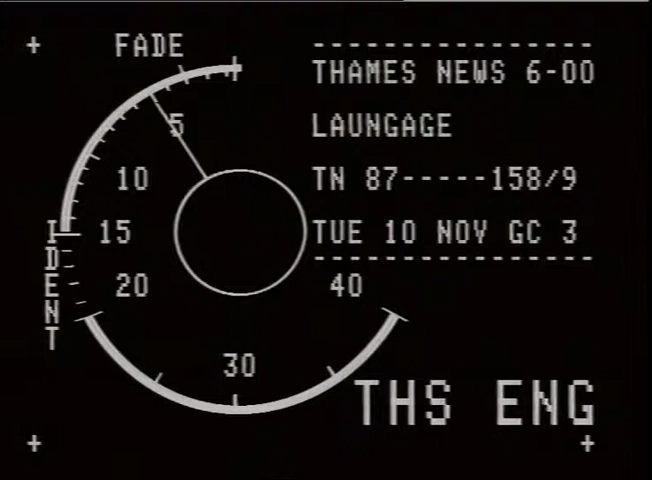 FADE
THAMES NEWS 6-00
LAUNGAGE
TN 87-----158/9
TUE 10 NOV GC 3
5
10
15
20
30
40
IDENT
THS ENG